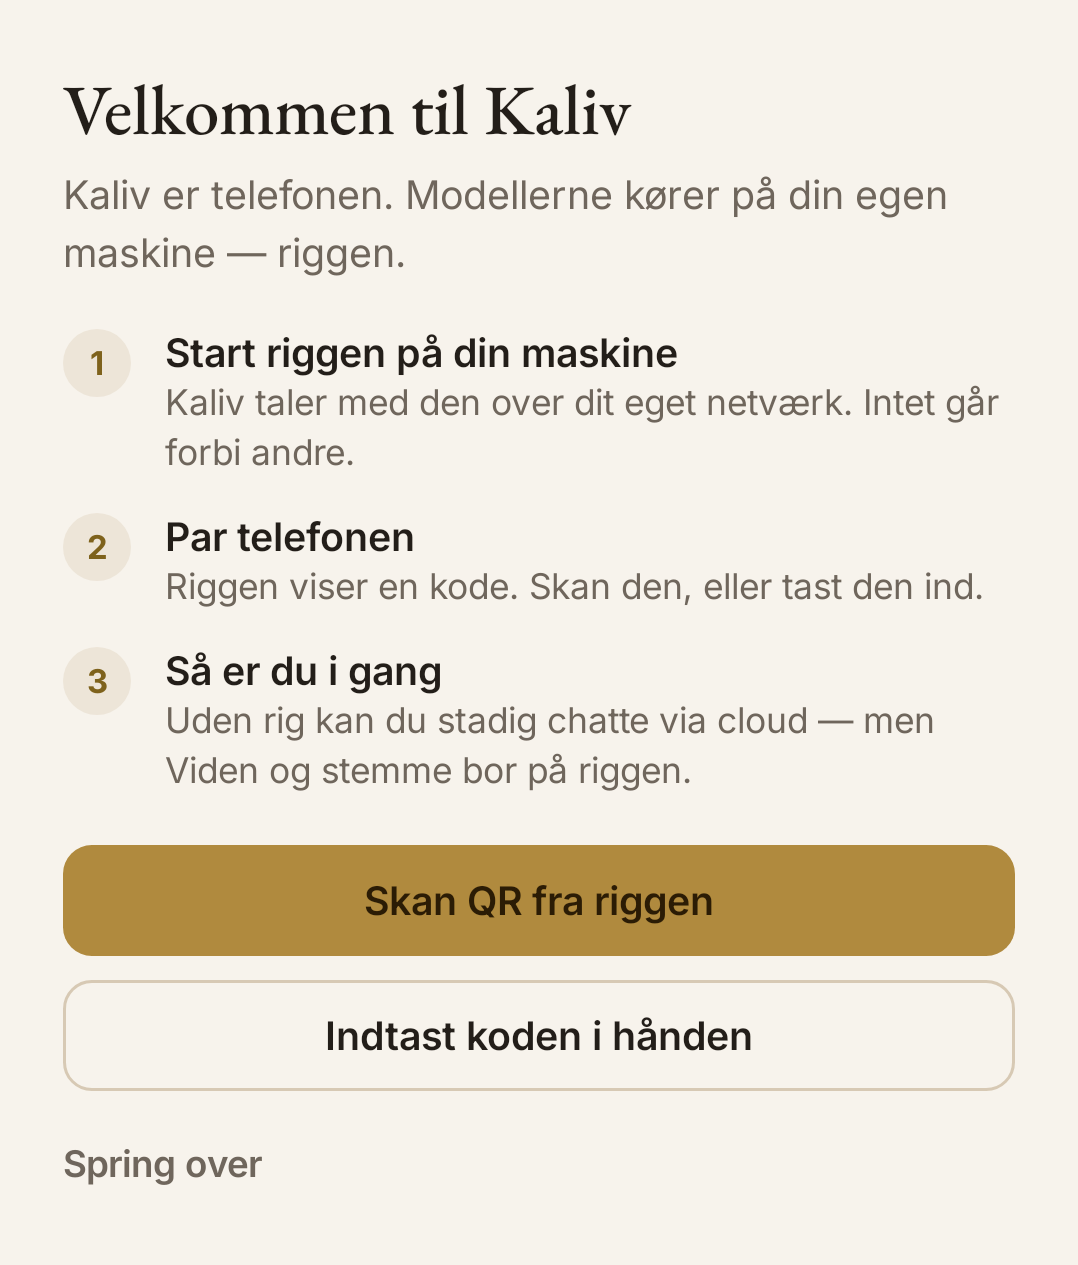 Velkommen til Kaliv
Kaliv er telefonen. Modellerne kører på din egen
maskine — riggen.
1
Start riggen på din maskine
Kaliv taler med den over dit eget netværk. Intet går
forbi andre.
2
Par telefonen
Riggen viser en kode. Skan den, eller tast den ind.
3
Så er du i gang
Uden rig kan du stadig chatte via cloud — men
Viden og stemme bor på riggen.
Skan QR fra riggen
Indtast koden i hånden
Spring over